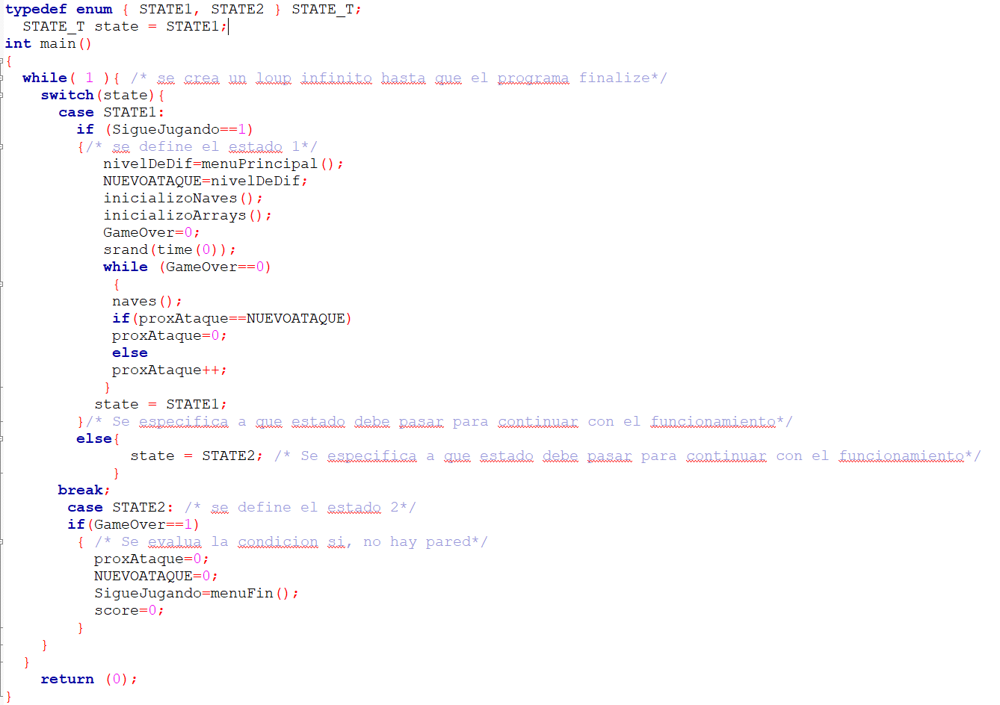 typedef enum { STATE1, STATE2 } STATE_T;
STATE_T state = STATE1;
int main()
{
while( 1 ){ /* se crea un loup infinito hasta que el programa finalize*/
switch(state){
case STATE1:
if (SigueJugando==1)
{/* se define el estado 1*/
nivelDeDif=menuPrincipal();
NUEVOATAQUE=nivelDeDif;
inicializoNaves();
inicializoArrays();
GameOver=0;
srand(time(0));
while (GameOver==0)
{
naves();
if(proxAtaque==NUEVOATAQUE)
proxAtaque=0;
else
proxAtaque++;
}
state = STATE1;
}/* Se especifica a que estado debe pasar para continuar con el funcionamiento*/
else{
state = STATE2; /* Se especifica a que estado debe pasar para continuar con el funcionamiento*/
}
break;
case STATE2: /* se define el estado 2*/
if(GameOver==1)
{ /* Se evalua la condicion si, no hay pared*/
proxAtaque=0;
NUEVOATAQUE=0;
SigueJugando=menuFin();
score=0;
}
}
}
return (0);
}